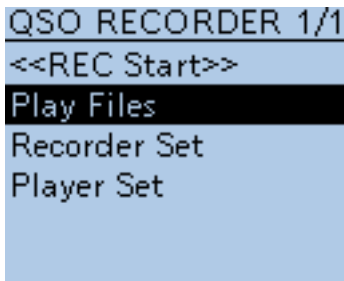 QSO RECORDER 1/1
<<REC Start>>
Play Files
Recorder Set
Player Set